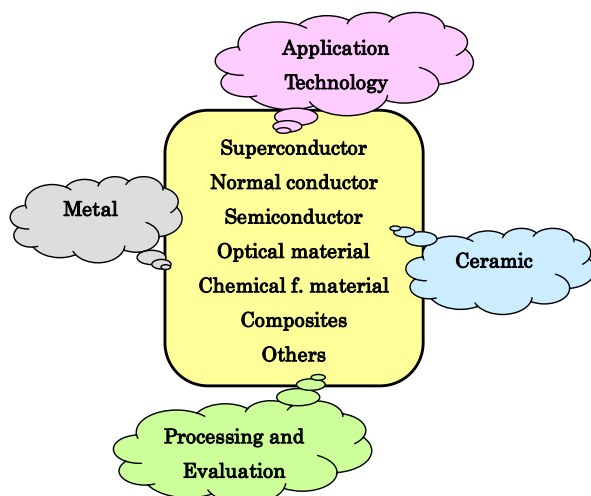 Application
Technology
Superconductor
Normal conductor
Metal
Semiconductor
Optical material
Ceramic
Chemical f. material
Composites
Others
Processing and
Evaluation